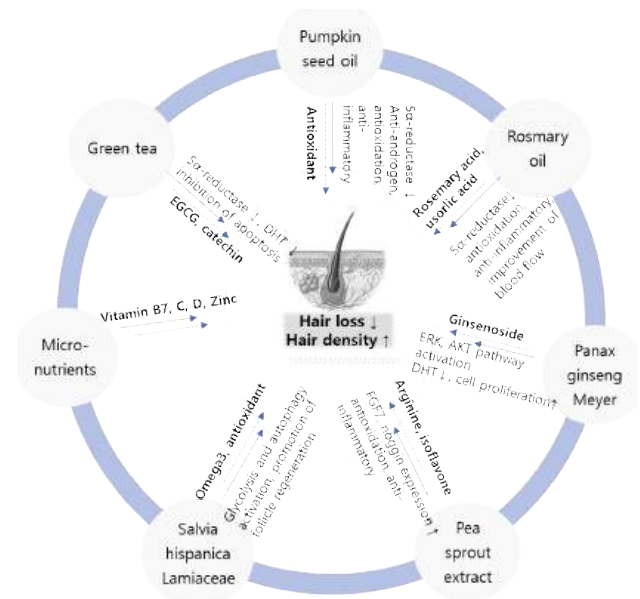 Pumpkin
seed oil
Antioxidant
5α-reductase ↓
Anti-androgen,
antioxidation,
anti-
inflammatory
Rosmary
oil
Rosemary acid,
usorlic acid
5α-reductase↓
antioxidation,
anti-inflammatory,
improvement of
blood flow
Panax
ginseng
Meyer
Ginsenoside
ERK, AKT pathway
activation
DHT↓, cell proliferation↑
Pea
sprout
extract
Arginine, isoflavone
FGF7, noggin expression↑
antioxidation, anti-
inflammatory
Salvia
hispanica
Lamiaceae
Omega3, antioxidant
Glycolysis and autophagy
activation, promotion of
follicle regeneration
Micro-
nutrients
Vitamin B7, C, D, Zinc
Green tea
5α-reductase ↓, DHT↓
inhibition of apoptosis
EGCG, catechin
Hair loss ↓
Hair density ↑